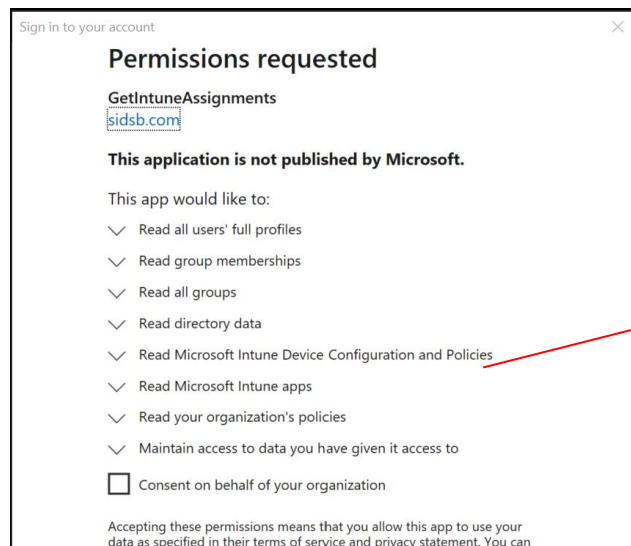 Sign in to your account
Permissions requested
GetIntuneAssignments
sidsb.com
This application is not published by Microsoft.
This app would like to:
Read all users' full profiles
Read group memberships
Read all groups
Read directory data
Read Microsoft Intune Device Configuration and Policies
Read Microsoft Intune apps
Read your organization's policies
Maintain access to data you have given it access to
Consent on behalf of your organization
Accepting these permissions means that you allow this app to use your
data as specified in their terms of service and privacy statement. You can